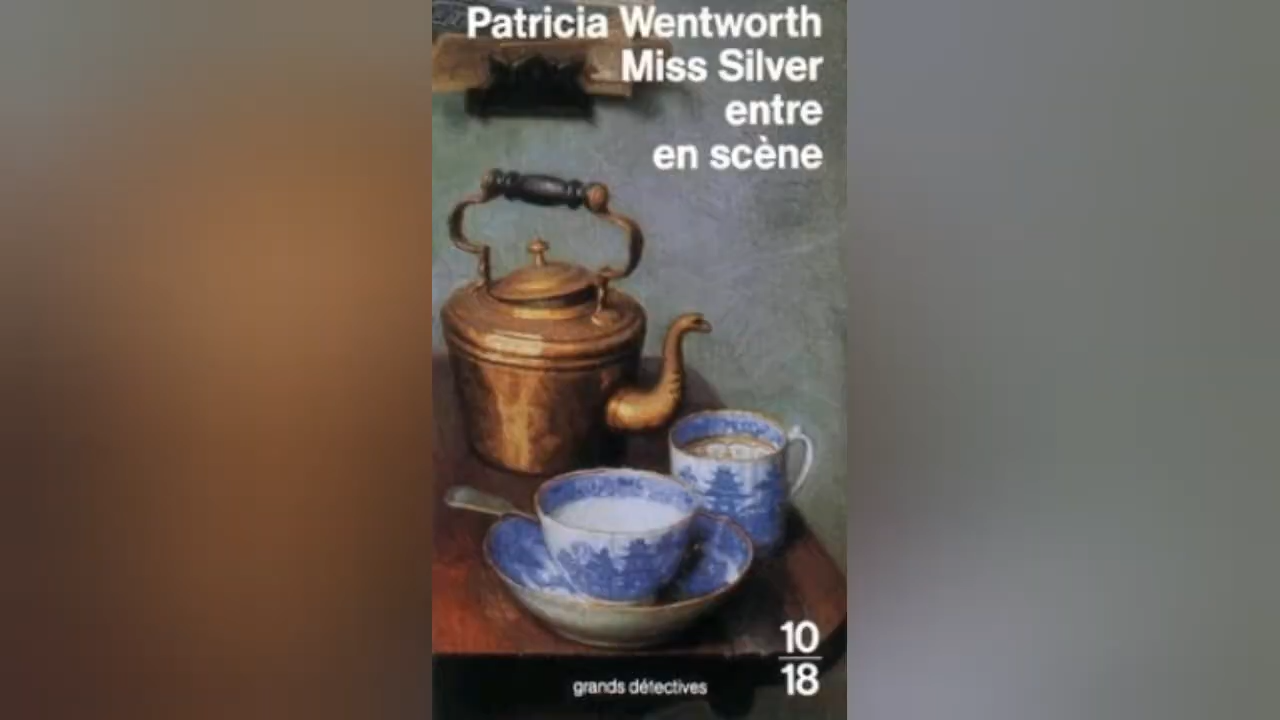 Patricia Wentworth
Miss Silver
entre
en scène
10
18
grands détectives